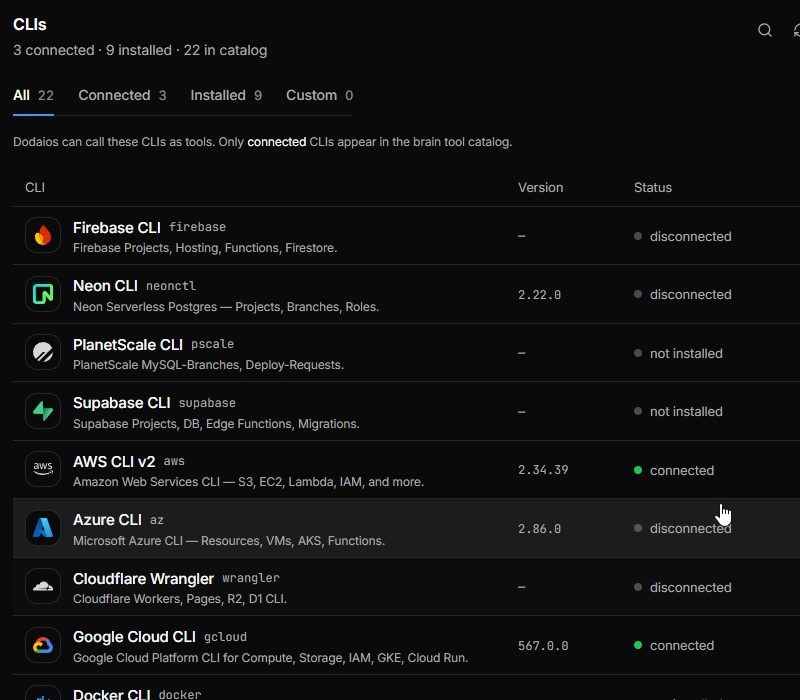 CLIs
3 connected · 9 installed · 22 in catalog
All 22 Connected 3 Installed 9 Custom 0
Dodaios can call these CLIs as tools. Only connected CLIs appear in the brain tool catalog.
CLI Version Status
Firebase CLI firebase
Firebase Projects, Hosting, Functions, Firestore.
– disconnected
Neon CLI neonctl
Neon Serverless Postgres — Projects, Branches, Roles.
2.22.0 disconnected
PlanetScale CLI pscale
PlanetScale MySQL-Branches, Deploy-Requests.
– not installed
Supabase CLI supabase
Supabase Projects, DB, Edge Functions, Migrations.
– not installed
aws
AWS CLI v2 aws
Amazon Web Services CLI — S3, EC2, Lambda, IAM, and more.
2.34.39 connected
Azure CLI az
Microsoft Azure CLI — Resources, VMs, AKS, Functions.
2.86.0 disconnected
Cloudflare Wrangler wrangler
Cloudflare Workers, Pages, R2, D1 CLI.
– disconnected
Google Cloud CLI gcloud
Google Cloud Platform CLI for Compute, Storage, IAM, GKE, Cloud Run.
567.0.0 connected
Docker CLI docker